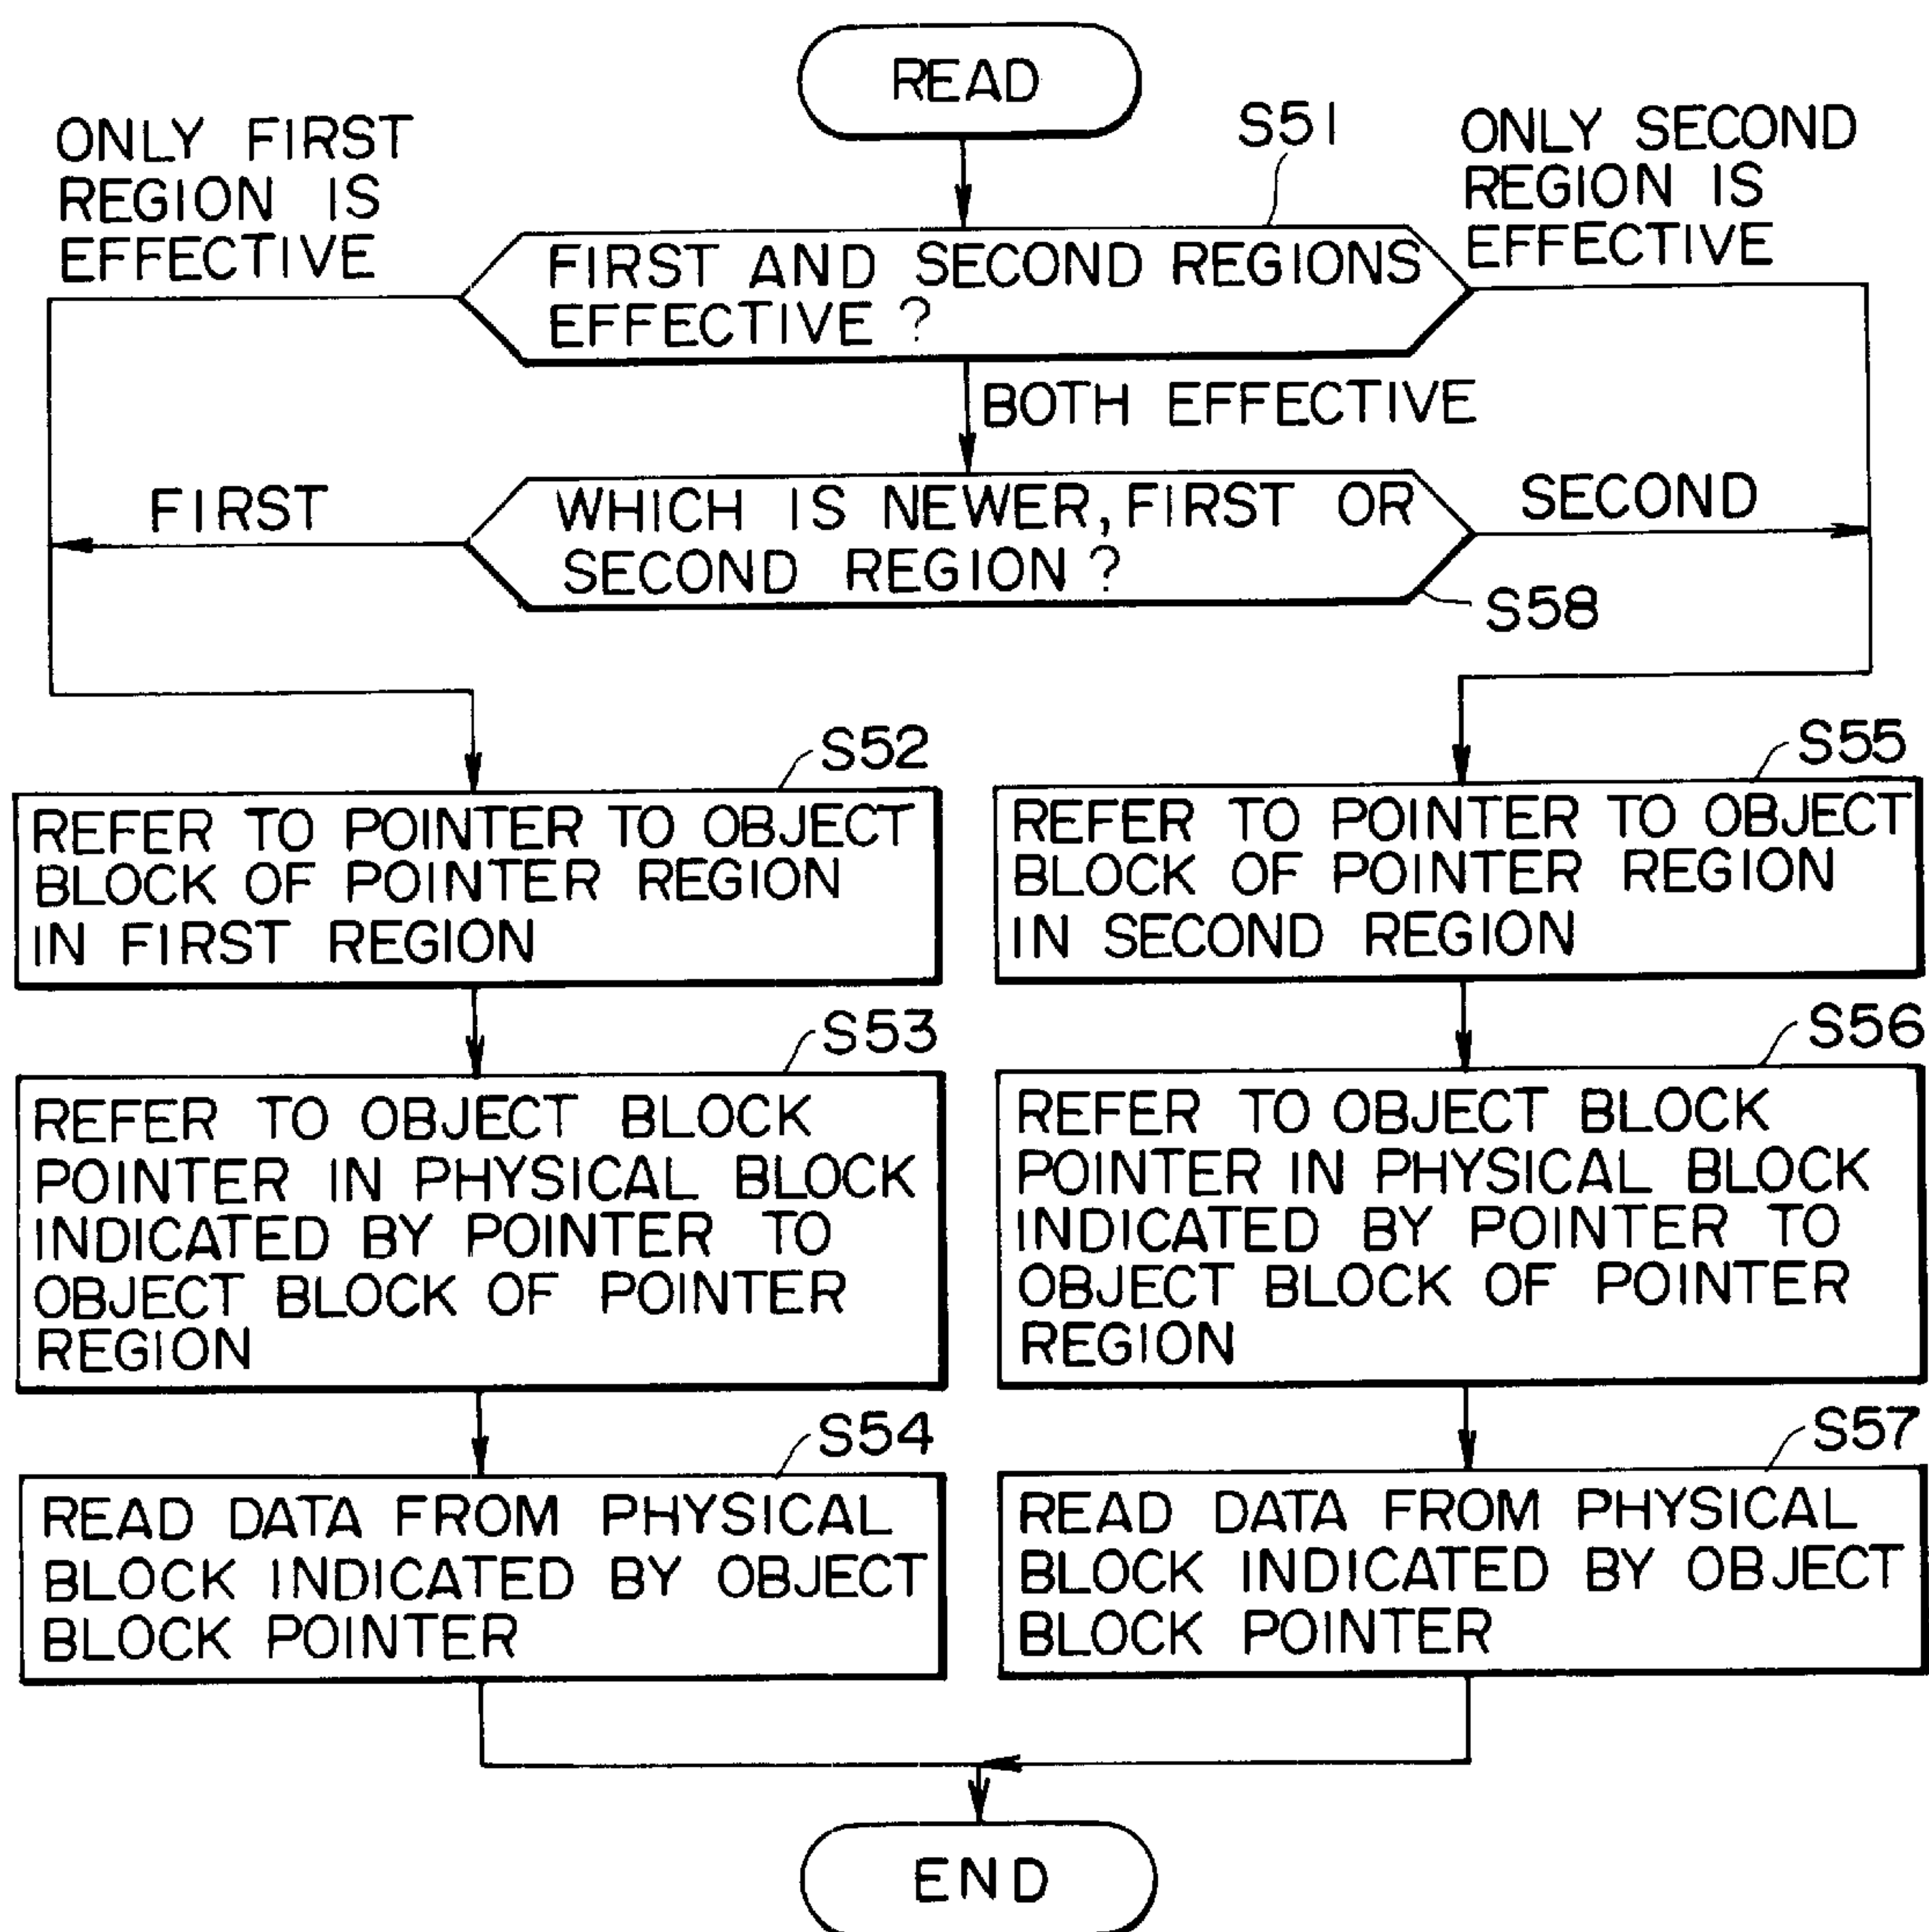 READ
S51
ONLY FIRST
REGION IS
EFFECTIVE
ONLY SECOND
REGION IS
EFFECTIVE
FIRST AND SECOND REGIONS
EFFECTIVE ?
BOTH EFFECTIVE
FIRST
WHICH IS NEWER, FIRST OR
SECOND REGION ?
SECOND
S58
S52
REFER TO POINTER TO OBJECT
BLOCK OF POINTER REGION
IN FIRST REGION
S55
REFER TO POINTER TO OBJECT
BLOCK OF POINTER REGION
IN SECOND REGION
S53
REFER TO OBJECT BLOCK
POINTER IN PHYSICAL BLOCK
INDICATED BY POINTER TO
OBJECT BLOCK OF POINTER
REGION
S56
REFER TO OBJECT BLOCK
POINTER IN PHYSICAL BLOCK
INDICATED BY POINTER TO
OBJECT BLOCK OF POINTER
REGION
S54
READ DATA FROM PHYSICAL
BLOCK INDICATED BY OBJECT
BLOCK POINTER
S57
READ DATA FROM PHYSICAL
BLOCK INDICATED BY OBJECT
BLOCK POINTER
END